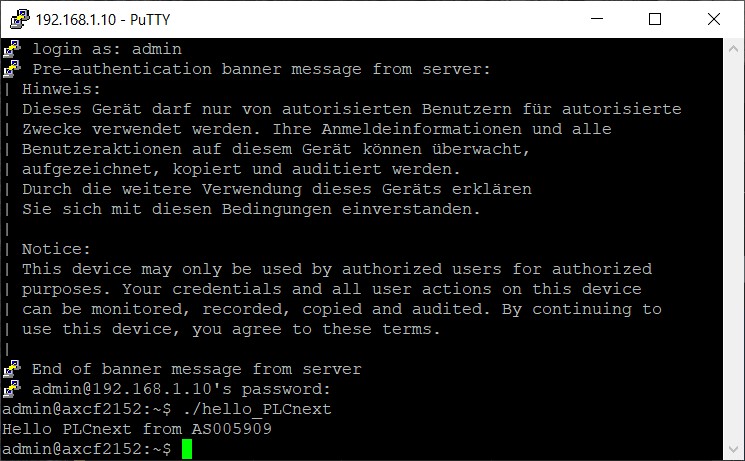 192.168.1.10 - PuTTY
login as: admin
Pre-authentication banner message from server:
| Hinweis:
| Dieses Gerät darf nur von autorisierten Benutzern für autorisierte
| Zwecke verwendet werden. Ihre Anmeldeinformationen und alle
| Benutzeraktionen auf diesem Gerät können überwacht,
| aufgezeichnet, kopiert und auditiert werden.
| Durch die weitere Verwendung dieses Geräts erklären
| Sie sich mit diesen Bedingungen einverstanden.
|
| Notice:
| This device may only be used by authorized users for authorized
| purposes. Your credentials and all user actions on this device
| can be monitored, recorded, copied and audited. By continuing to
| use this device, you agree to these terms.
|
End of banner message from server
admin@192.168.1.10's password:
admin@axcf2152:~$ ./hello_PLCnext
Hello PLCnext from AS005909
admin@axcf2152:~$